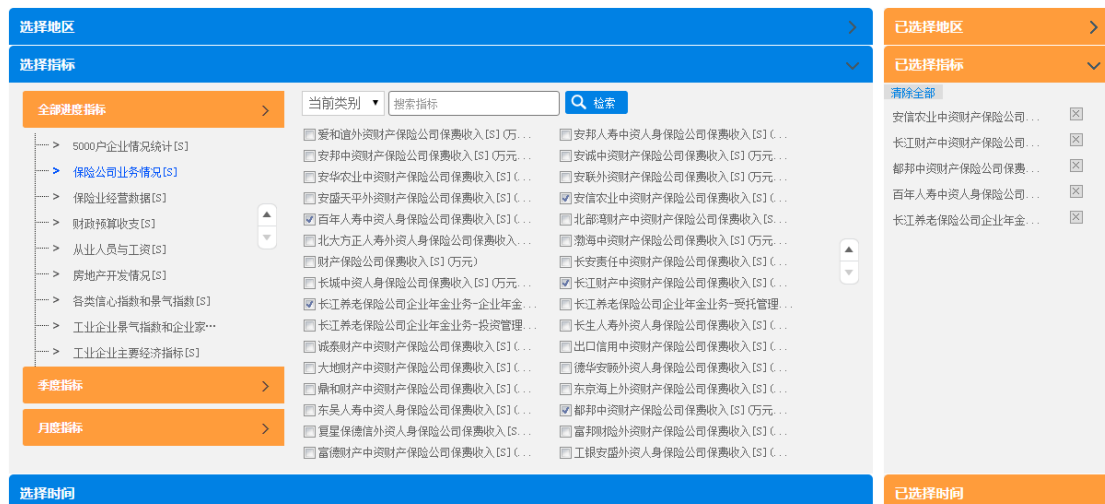 选择地区
已选择地区
选择指标
已选择指标
全部进度指标
5000户企业情况统计[S]
保险公司业务情况[S]
保险业经营数据[S]
财政预算收支[S]
从业人员与工资[S]
房地产开发情况[S]
各类信心指数和景气指数[S]
工业企业景气指数和企业家…
工业企业主要经济指标[S]
季度指标
月度指标
当前类别 搜索指标 检索
爱和谊外资财产保险公司保费收入[S](万...
安邦人寿中资人身保险公司保费收入[S](...
安邦中资财产保险公司保费收入[S](万元...
安诚中资财产保险公司保费收入[S](万元...
安华农业中资财产保险公司保费收入[S](...
安联外资财产保险公司保费收入[S](万元...
安盛天平外资财产保险公司保费收入[S](...
安信农业中资财产保险公司保费收入[S](...
百年人寿中资人身保险公司保费收入[S](...
北部湾财产中资财产保险公司保费收入[S...
北大方正人寿外资人身保险公司保费收入...
渤海中资财产保险公司保费收入[S](万元...
财产保险公司保费收入[S](万元)
长安责任中资财产保险公司保费收入[S](...
长城中资人身保险公司保费收入[S](万元...
长江财产中资财产保险公司保费收入[S](...
长江养老保险公司企业年金业务-企业年金...
长江养老保险公司企业年金业务-受托管理...
长江养老保险公司企业年金业务-投资管理...
长生人寿外资人身保险公司保费收入[S](...
诚泰财产中资财产保险公司保费收入[S](...
出口信用中资财产保险公司保费收入[S](...
大地财产中资财产保险公司保费收入[S](...
德华安顾外资人身保险公司保费收入[S](...
鼎和财产中资财产保险公司保费收入[S](...
东京海上外资财产保险公司保费收入[S](...
东吴人寿中资人身保险公司保费收入[S](...
都邦中资财产保险公司保费收入[S](万元...
复星保德信外资人身保险公司保费收入[S...
富邦财险外资财产保险公司保费收入[S](...
富德财产中资财产保险公司保费收入[S](...
工银安盛外资人身保险公司保费收入[S](...
清除全部
安信农业中资财产保险公司...
长江财产中资财产保险公司...
都邦中资财产保险公司保费...
百年人寿中资人身保险公司...
长江养老保险公司企业年金...
选择时间
已选择时间